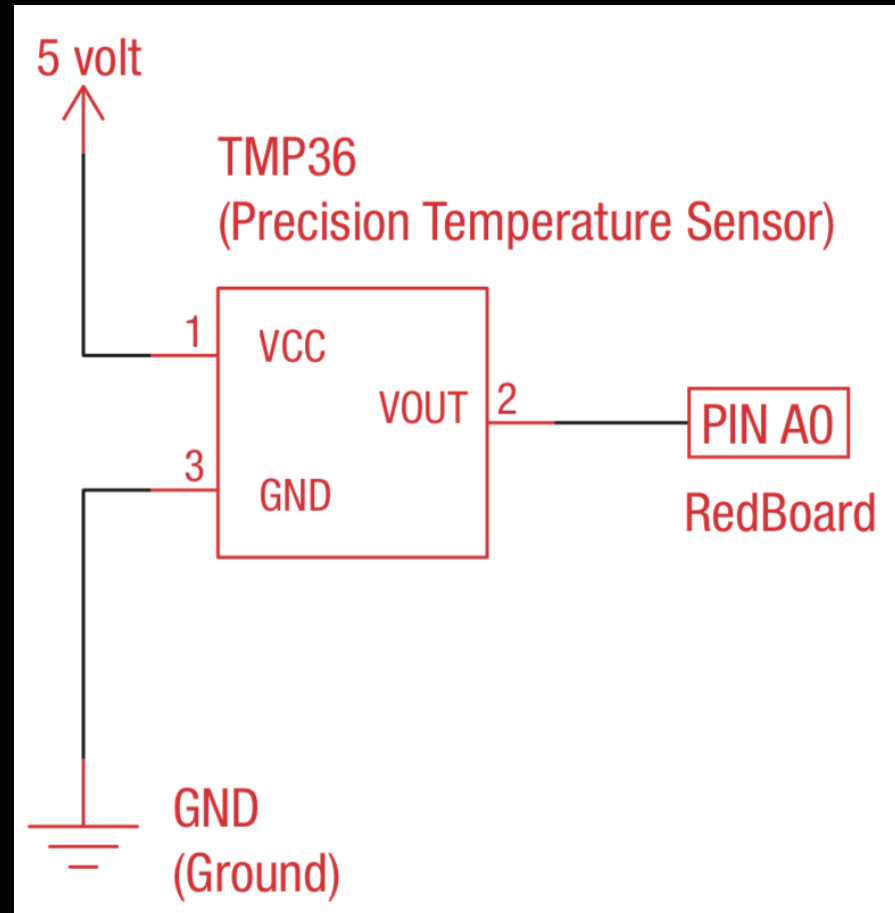 5 volt
TMP36
(Precision Temperature Sensor)
1
VCC
VOUT
2
PIN A0
3
GND
RedBoard
GND
(Ground)